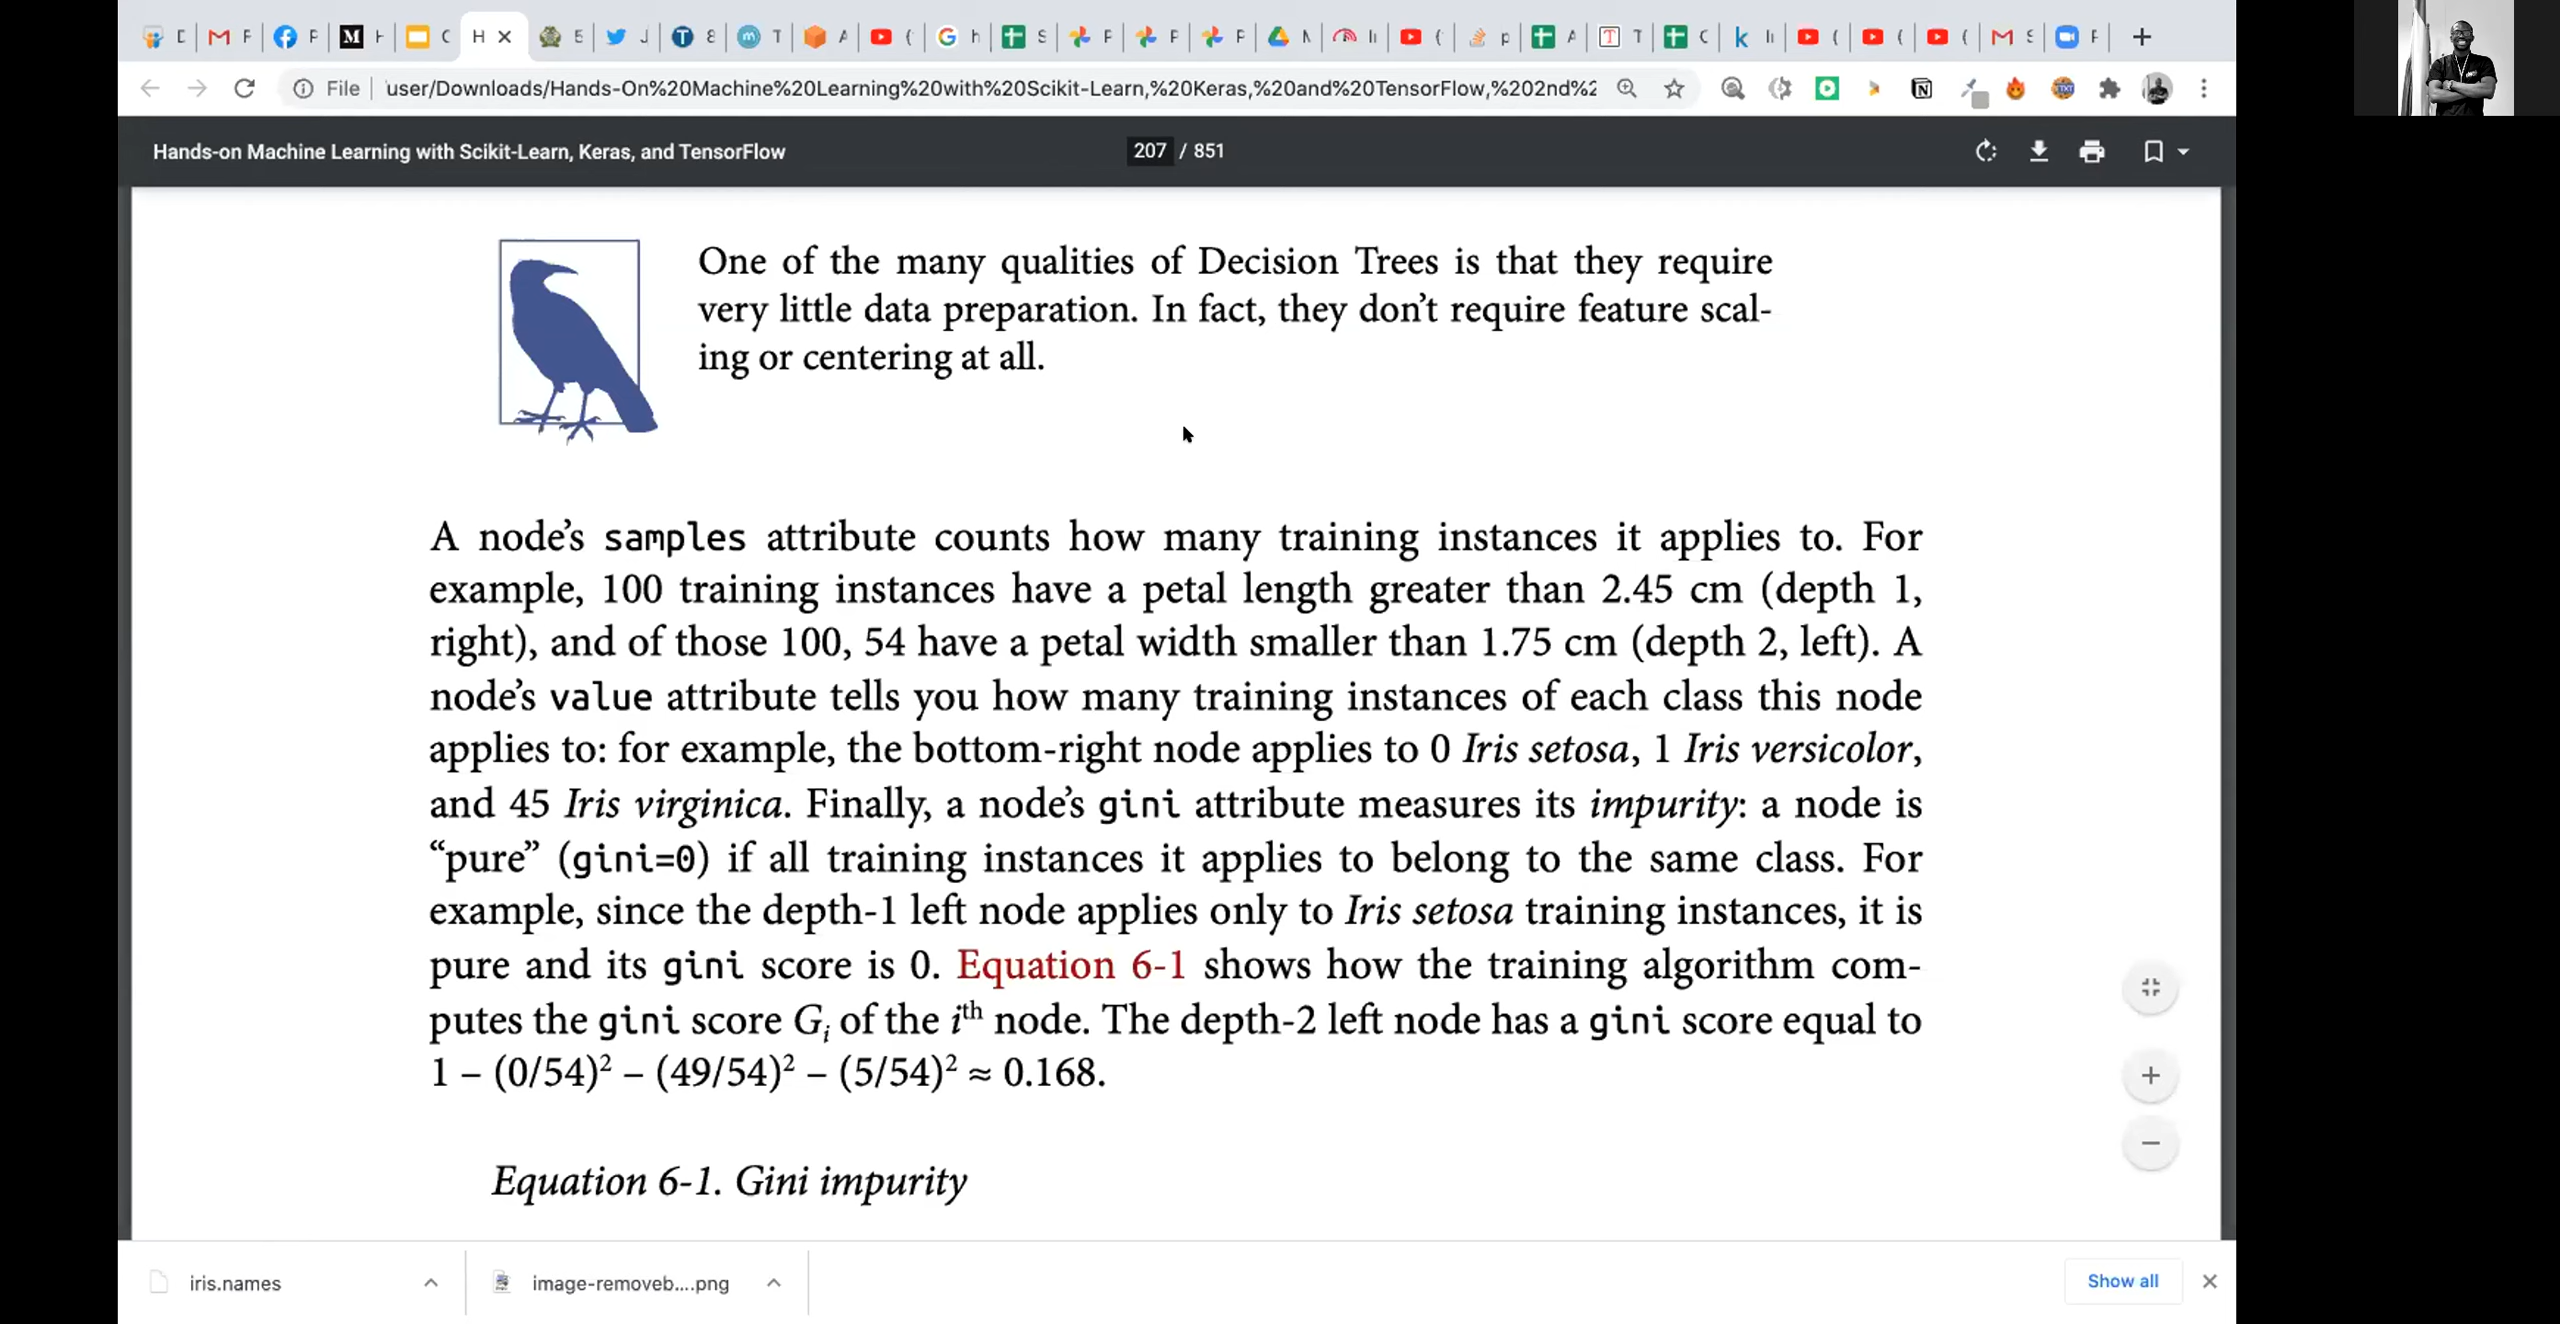 D
F
F
H
C
H
E
J
8
T
A
(
h
S
F
F
F
M
I
(
p
A
T
C
k
I
(
(
(
S
F
File
user/Downloads/Hands-On%20Machine%20Learning%20with%20Scikit-Learn,%20Keras,%20and%20TensorFlow,%202nd%2
Hands-on Machine Learning with Scikit-Learn, Keras, and TensorFlow
207 / 851
One of the many qualities of Decision Trees is that they require
very little data preparation. In fact, they don’t require feature scal-
ing or centering at all.
A node’s samples attribute counts how many training instances it applies to. For
example, 100 training instances have a petal length greater than 2.45 cm (depth 1,
right), and of those 100, 54 have a petal width smaller than 1.75 cm (depth 2, left). A
node’s value attribute tells you how many training instances of each class this node
applies to: for example, the bottom-right node applies to 0 Iris setosa, 1 Iris versicolor,
and 45 Iris virginica. Finally, a node’s gini attribute measures its impurity: a node is
“pure” (gini=0) if all training instances it applies to belong to the same class. For
example, since the depth-1 left node applies only to Iris setosa training instances, it is
pure and its gini score is 0. Equation 6-1 shows how the training algorithm com-
putes the gini score Gᵢ of the iᵗʰ node. The depth-2 left node has a gini score equal to
1 – (0/54)² – (49/54)² – (5/54)² ≈ 0.168.
Equation 6-1. Gini impurity
iris.names
image-removeb....png
Show all